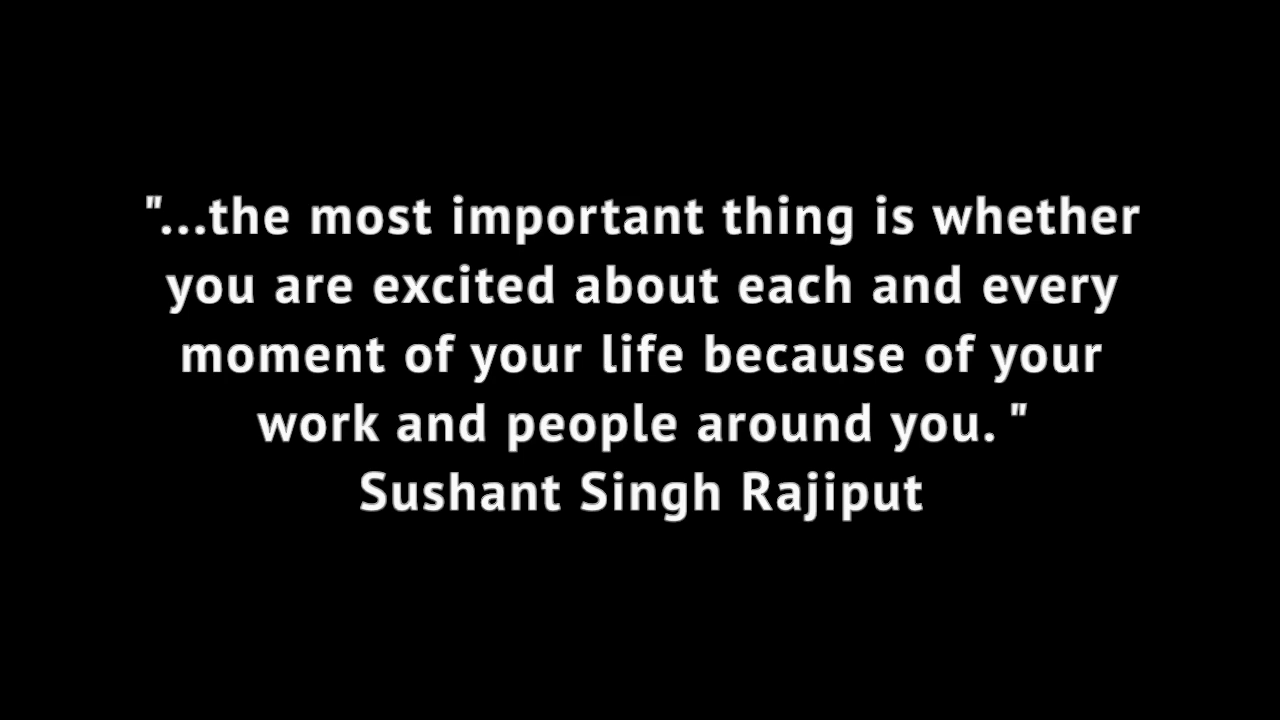 "...the most important thing is whether
you are excited about each and every
moment of your life because of your
work and people around you. "
Sushant Singh Rajiput